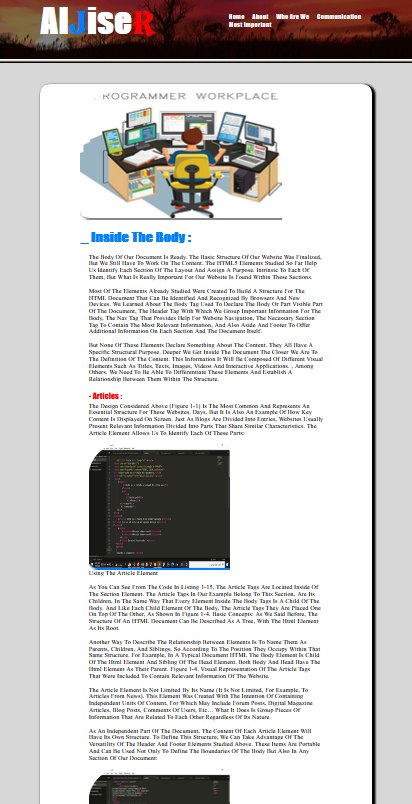 AlJiseR
Home About Who Are We Communication
Most Important
PROGRAMMER WORKPLACE
_ Inside The Body :
The Body Of Our Document Is Ready. The Basic Structure Of Our Website Was Finalized,
But We Still Have To Work On The Content. The HTML5 Elements Studied So Far Help
Us Identify Each Section Of The Layout And Assign A Purpose. Intrinsic To Each Of
Them, But What Is Really Important For Our Website Is Found Within These Sections.
Most Of The Elements Already Studied Were Created To Build A Structure For The
HTML Document That Can Be Identified And Recognized By Browsers And New
Devices. We Learned About The Body Tag Used To Declare The Body Or Part Visible Part
Of The Document, The Header Tag With Which We Group Important Information For The
Body, The Nav Tag That Provides Help For Website Navigation, The Necessary Section
Tag To Contain The Most Relevant Information, And Also Aside And Footer To Offer
Additional Information On Each Section And The Document Itself.
But None Of These Elements Declare Something About The Content. They All Have A
Specific Structural Purpose. Deeper We Get Inside The Document The Closer We Are To
The Definition Of The Content. This Information It Will Be Composed Of Different Visual
Elements Such As Titles, Texts, Images, Videos And Interactive Applications. , Among
Others. We Need To Be Able To Differentiate These Elements And Establish A
Relationship Between Them Within The Structure.
- Articles :
The Design Considered Above (Figure 1-1) Is The Most Common And Represents An
Essential Structure For These Websites. Days, But It Is Also An Example Of How Key
Content Is Displayed On Screen. Just As Blogs Are Divided Into Entries, Websites Usually
Present Relevant Information Divided Into Parts That Share Similar Characteristics. The
Article Element Allows Us To Identify Each Of These Parts:
Using The Article Element
As You Can See From The Code In Listing 1-15, The Article Tags Are Located Inside Of
The Section Element. The Article Tags In Our Example Belong To This Section, Are Its
Children, In The Same Way That Every Element Inside The Body Tags Is A Child Of The
Body. And Like Each Child Element Of The Body, The Article Tags They Are Placed One
On Top Of The Other, As Shown In Figure 1-4. Basic Concepts: As We Said Before, The
Structure Of An HTML Document Can Be Described As A Tree, With The Html Element
As Its Root.
Another Way To Describe The Relationship Between Elements Is To Name Them As
Parents, Children, And Siblings, So According To The Position They Occupy Within That
Same Structure. For Example, In A Typical Document HTML The Body Element Is Child
Of The Html Element And Sibling Of The Head Element. Both Body And Head Have The
Html Element As Their Parent. Figure 1-4. Visual Representation Of The Article Tags
That Were Included To Contain Relevant Information Of The Website.
The Article Element Is Not Limited By Its Name (It Is Not Limited, For Example, To
Articles From News). This Element Was Created With The Intention Of Containing
Independent Units Of Content, For Which May Include Forum Posts, Digital Magazine
Articles, Blog Posts, Comments Of Users, Etc... What It Does Is Group Pieces Of
Information That Are Related To Each Other Regardless Of Its Nature.
As An Independent Part Of The Document, The Content Of Each Article Element Will
Have Its Own Structure. To Define This Structure, We Can Take Advantage Of The
Versatility Of The Header And Footer Elements Studied Above. These Items Are Portable
And Can Be Used Not Only To Define The Boundaries Of The Body But Also In Any
Section Of Our Document: